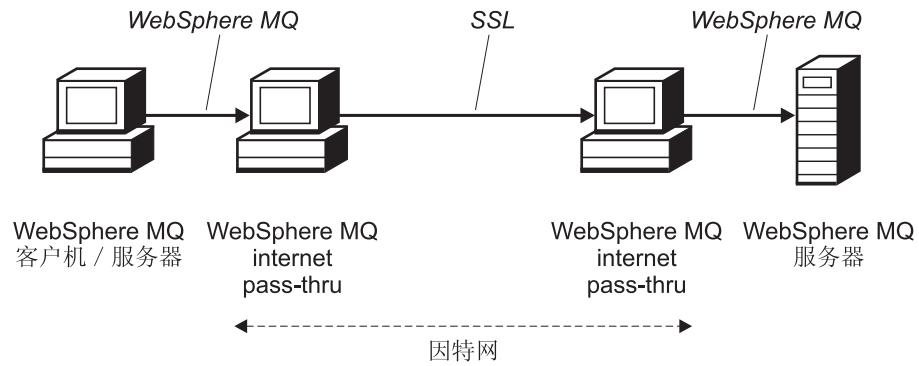 WebSphere MQ
SSL
WebSphere MQ
WebSphere MQ
客户机 / 服务器
WebSphere MQ
internet
pass-thru
WebSphere MQ
internet
pass-thru
WebSphere MQ
服务器
因特网